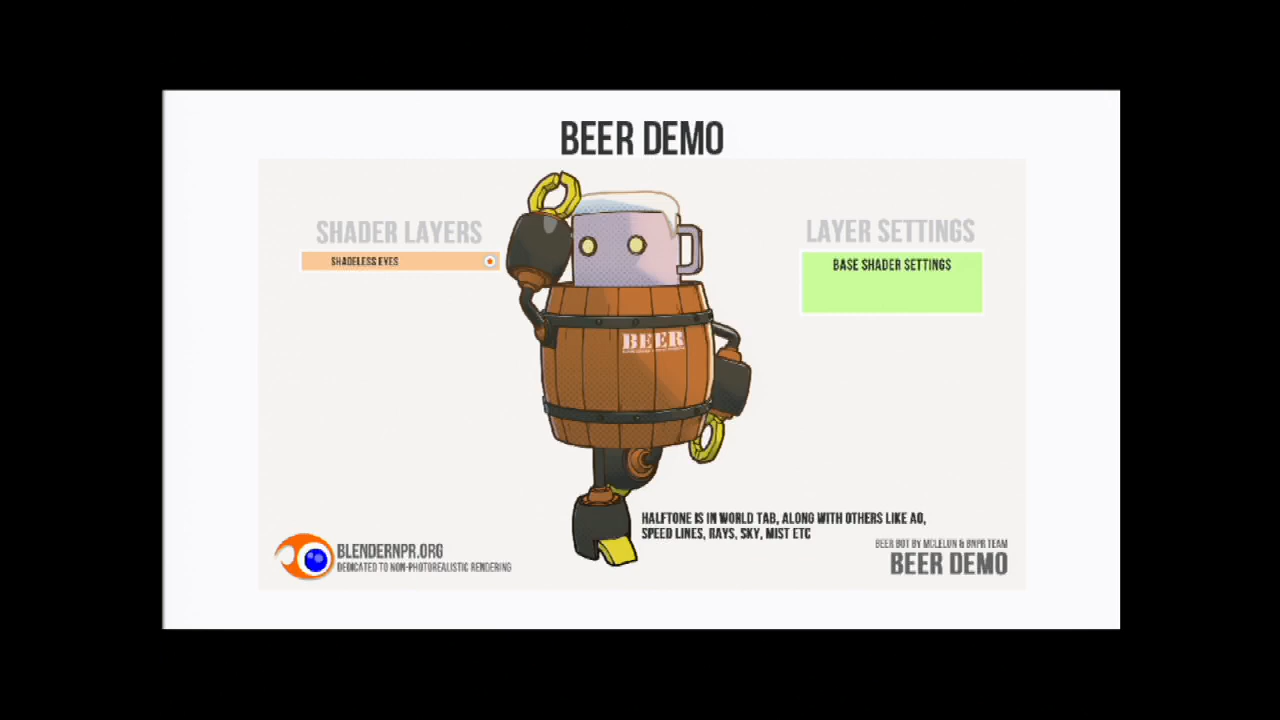 BEER DEMO
SHADER LAYERS
SHADELESS EYES
LAYER SETTINGS
BASE SHADER SETTINGS
BEER
HALFTONE IS IN WORLD TAB, ALONG WITH OTHERS LIKE AO,
SPEED LINES, RAYS, SKY, MIST ETC
BLENDERNPR.ORG
DEDICATED TO NON-PHOTOREALISTIC RENDERING
BEER BOT BY MCLELUN & BNPR TEAM
BEER DEMO